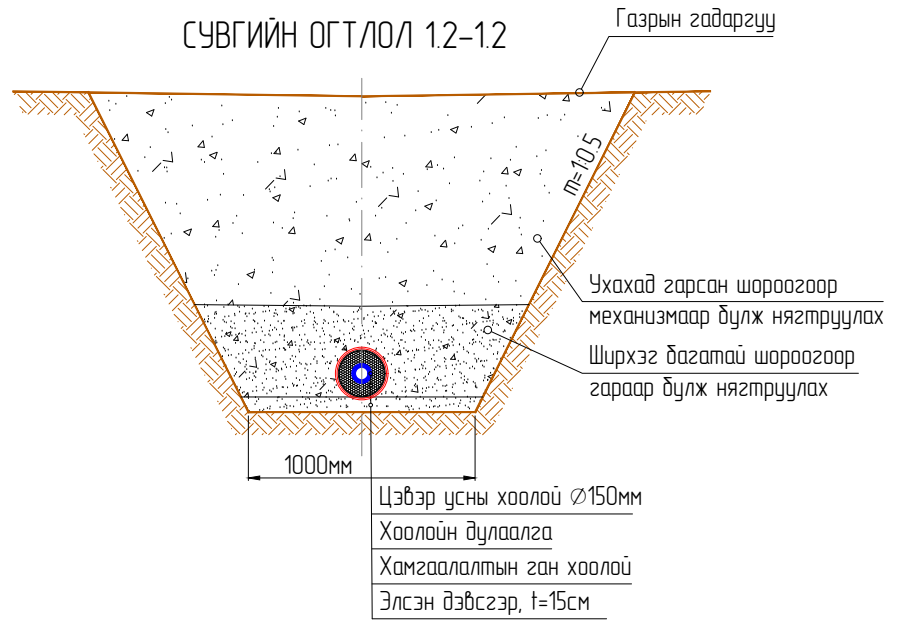 СУВГИЙН ОГТЛОЛ 1.2-1.2
Газрын гадаргуу
m=1:0.5
Ухахад гарсан шороогоор
механизмаар булж нягтруулах
Ширхэг багатай шороогоор
гараар булж нягтруулах
1000мм
Цэвэр усны хоолой ∅150мм
Хоолойн дулаалга
Хамгаалалтын ган хоолой
Элсэн дэвсгэр, t=15см